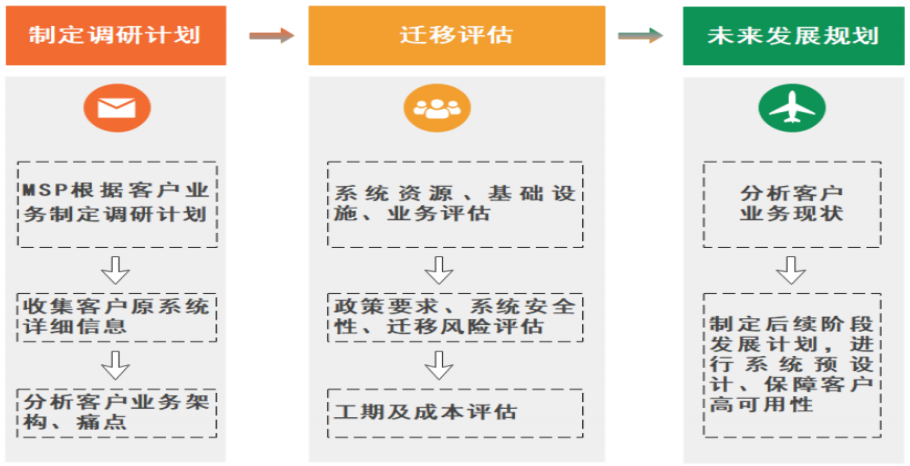 制定调研计划
迁移评估
未来发展规划
MSP根据客户业
务制定调研计划
收集客户原系统
详细信息
分析客户业务架
构、痛点
系统资源、基础设
施、业务评估
政策要求、系统安全
性、迁移风险评估
工期及成本评估
分析客户
业务现状
制定后续阶段
发展计划，进
行系统预设
计、保障客户
高可用性